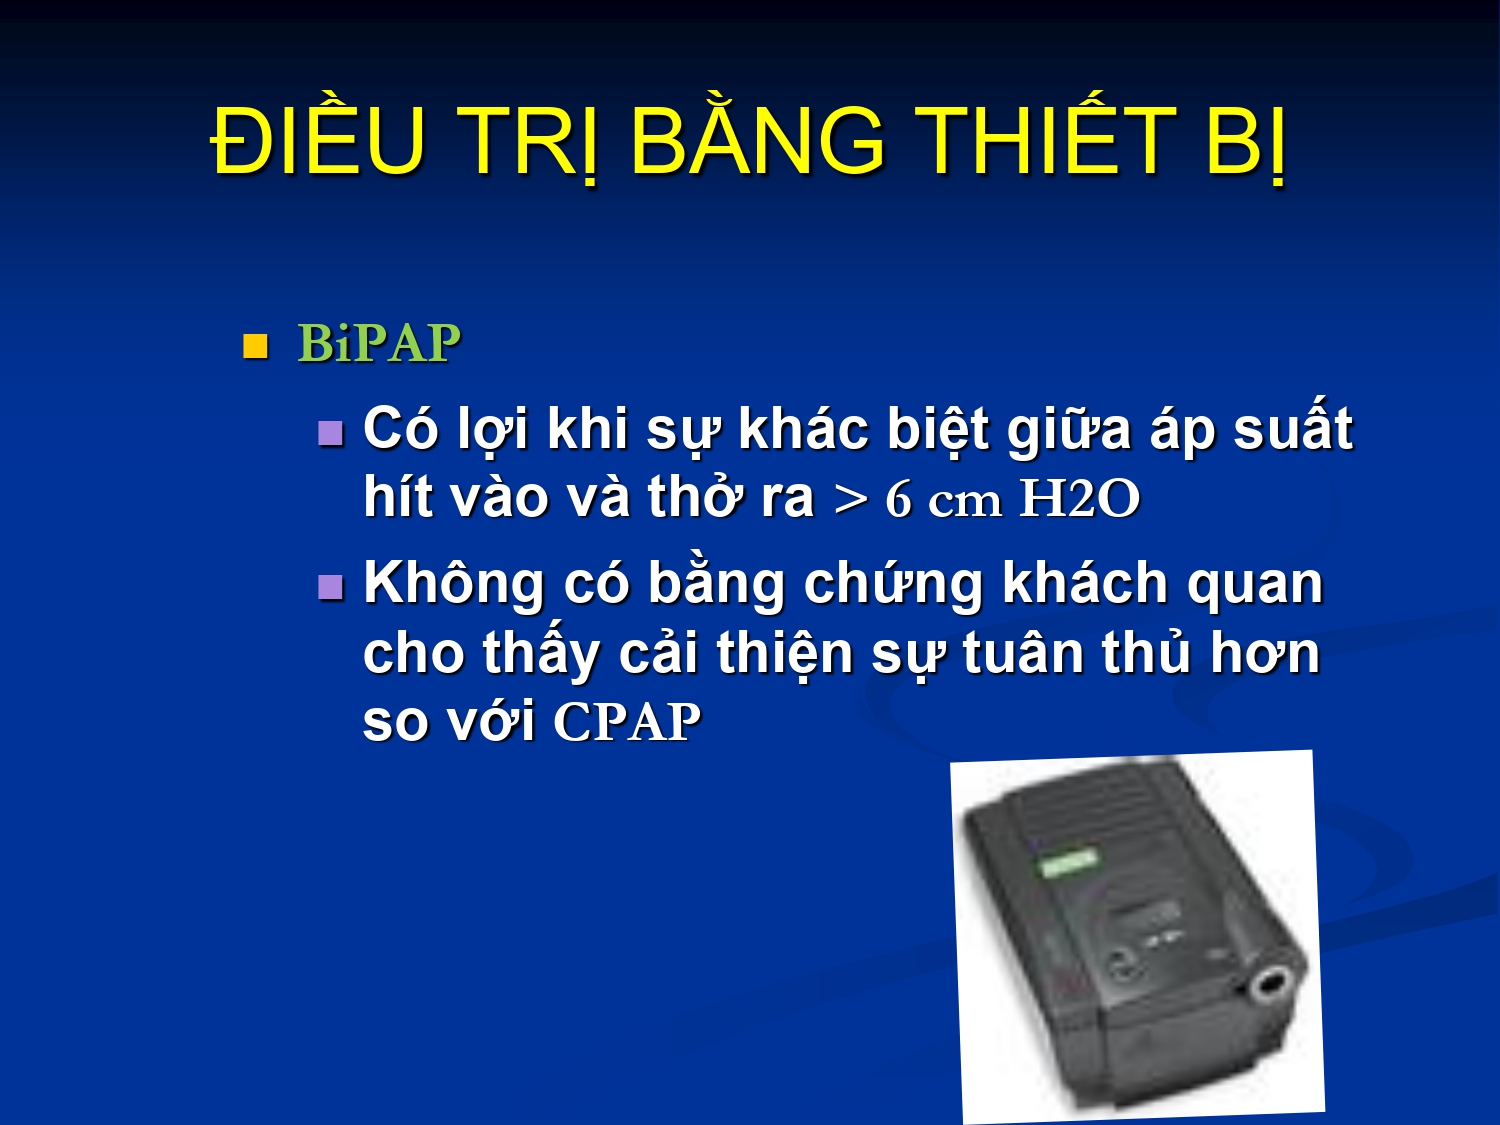 ĐIỀU TRỊ BẰNG THIẾT BỊ
BiPAP
Có lợi khi sự khác biệt giữa áp suất
hít vào và thở ra > 6 cm H2O
Không có bằng chứng khách quan
cho thấy cải thiện sự tuân thủ hơn
so với CPAP